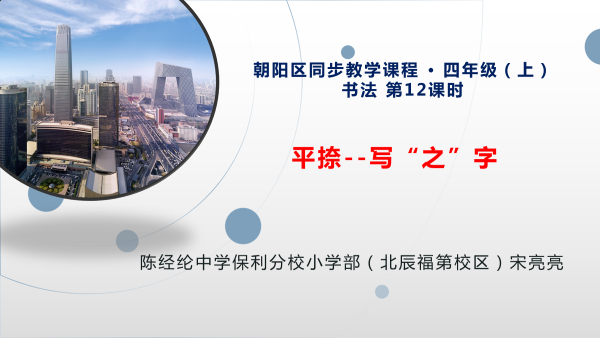 朝阳区同步教学课程·四年级（上）
书法 第12课时
平捺--写“之”字
陈经纶中学保利分校小学部（北辰福第校区）宋亮亮